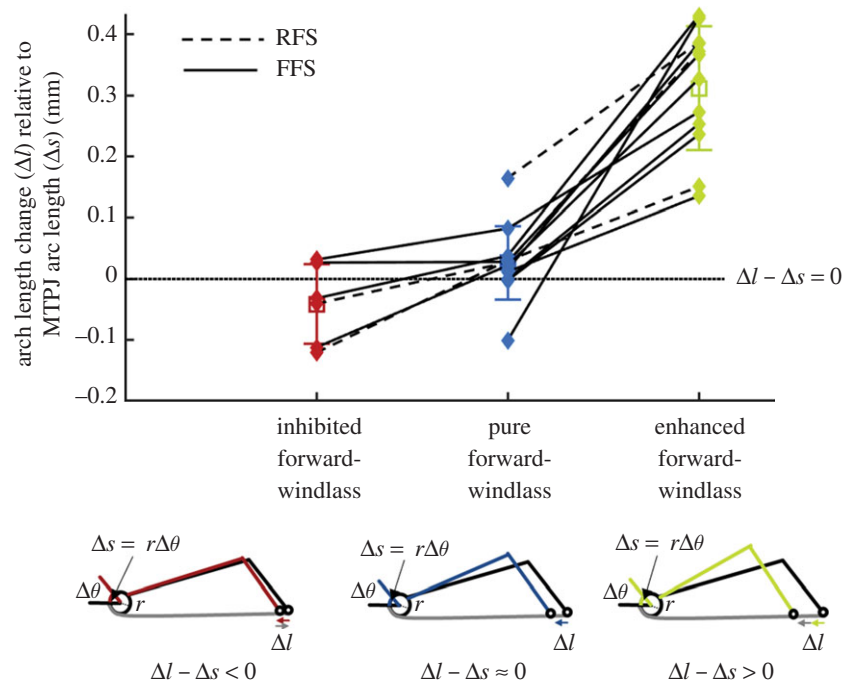 arch length change (Δl) relative to
MTPJ arc length (Δs) (mm)
0.4
0.3
0.2
0.1
0
–0.1
–0.2
RFS
FFS
Δl – Δs = 0
inhibited
forward-
windlass
pure
forward-
windlass
enhanced
forward-
windlass
Δs = rΔθ
Δθ
r
Δl
Δl – Δs < 0
Δs = rΔθ
Δθ
r
Δl
Δl – Δs ≈ 0
Δs = rΔθ
Δθ
r
Δl
Δl – Δs > 0